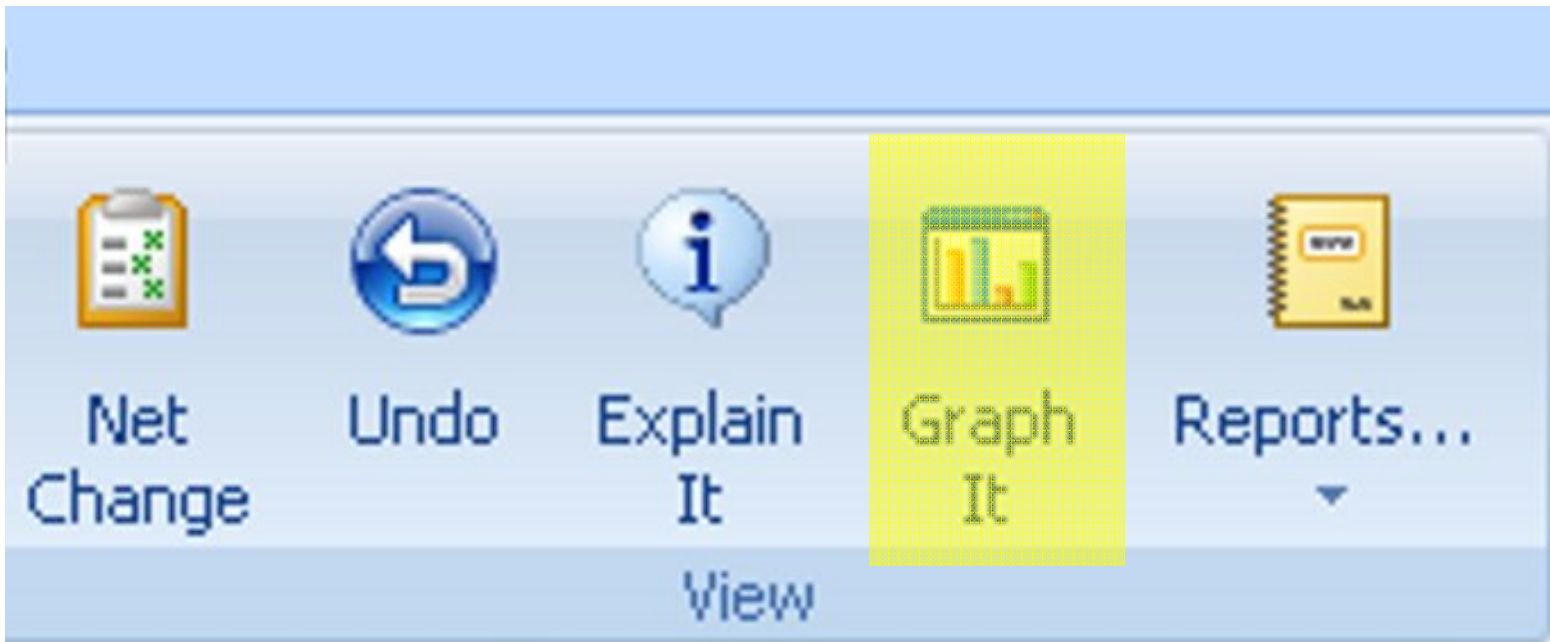 Net
Change
Undo
Explain
It
Graph
It
Reports...
View